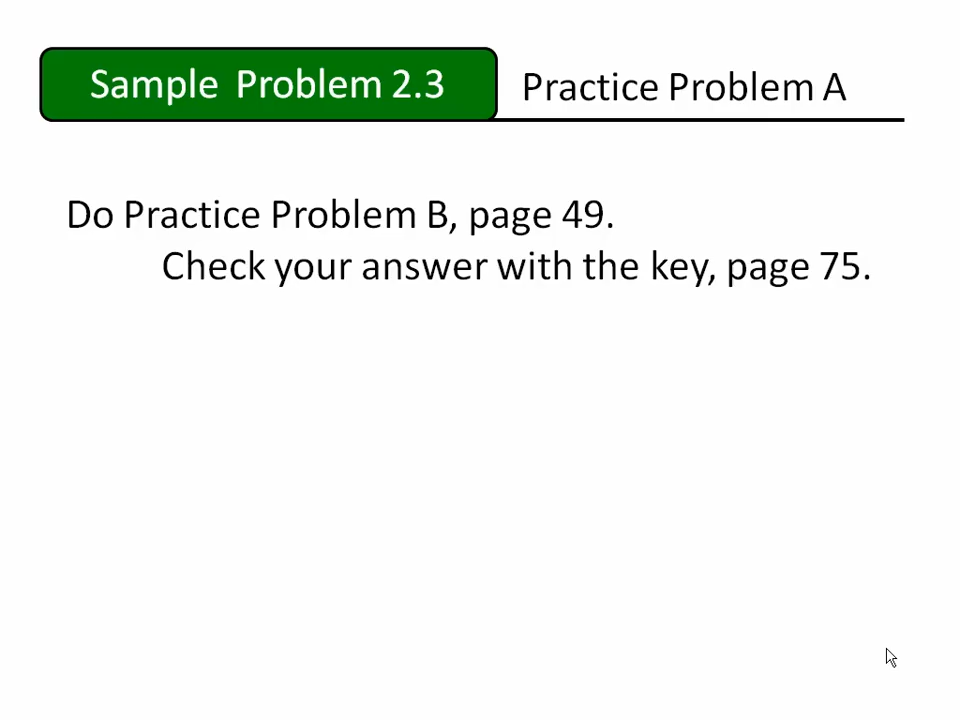 Sample Problem 2.3
Practice Problem A
Do Practice Problem B, page 49.
Check your answer with the key, page 75.